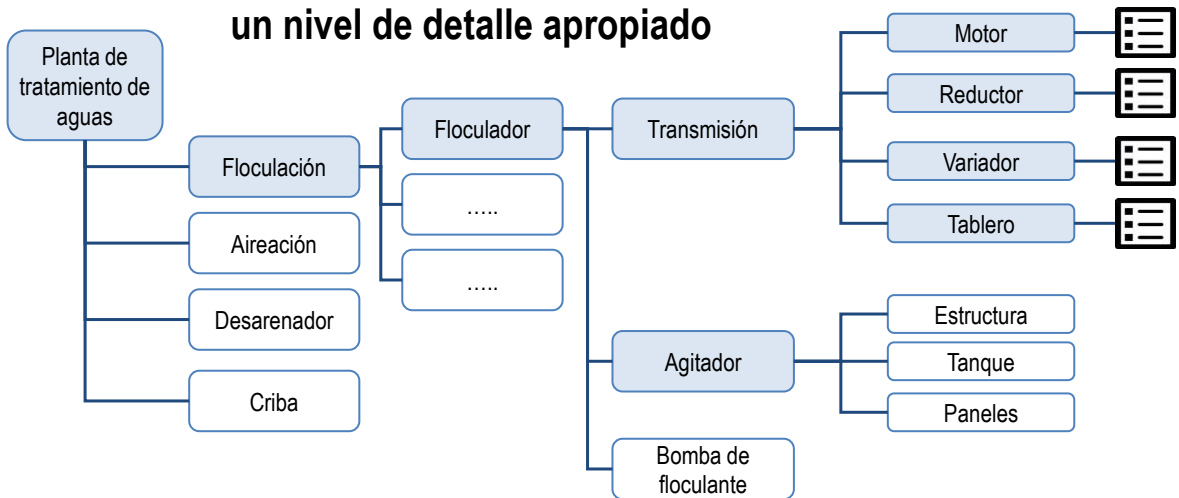 un nivel de detalle apropiado
Planta de
tratamiento de
aguas
Floculación
Aireación
Desarenador
Criba
Floculador
…..
…..
Transmisión
Agitador
Bomba de
floculante
Motor
Reductor
Variador
Tablero
Estructura
Tanque
Paneles